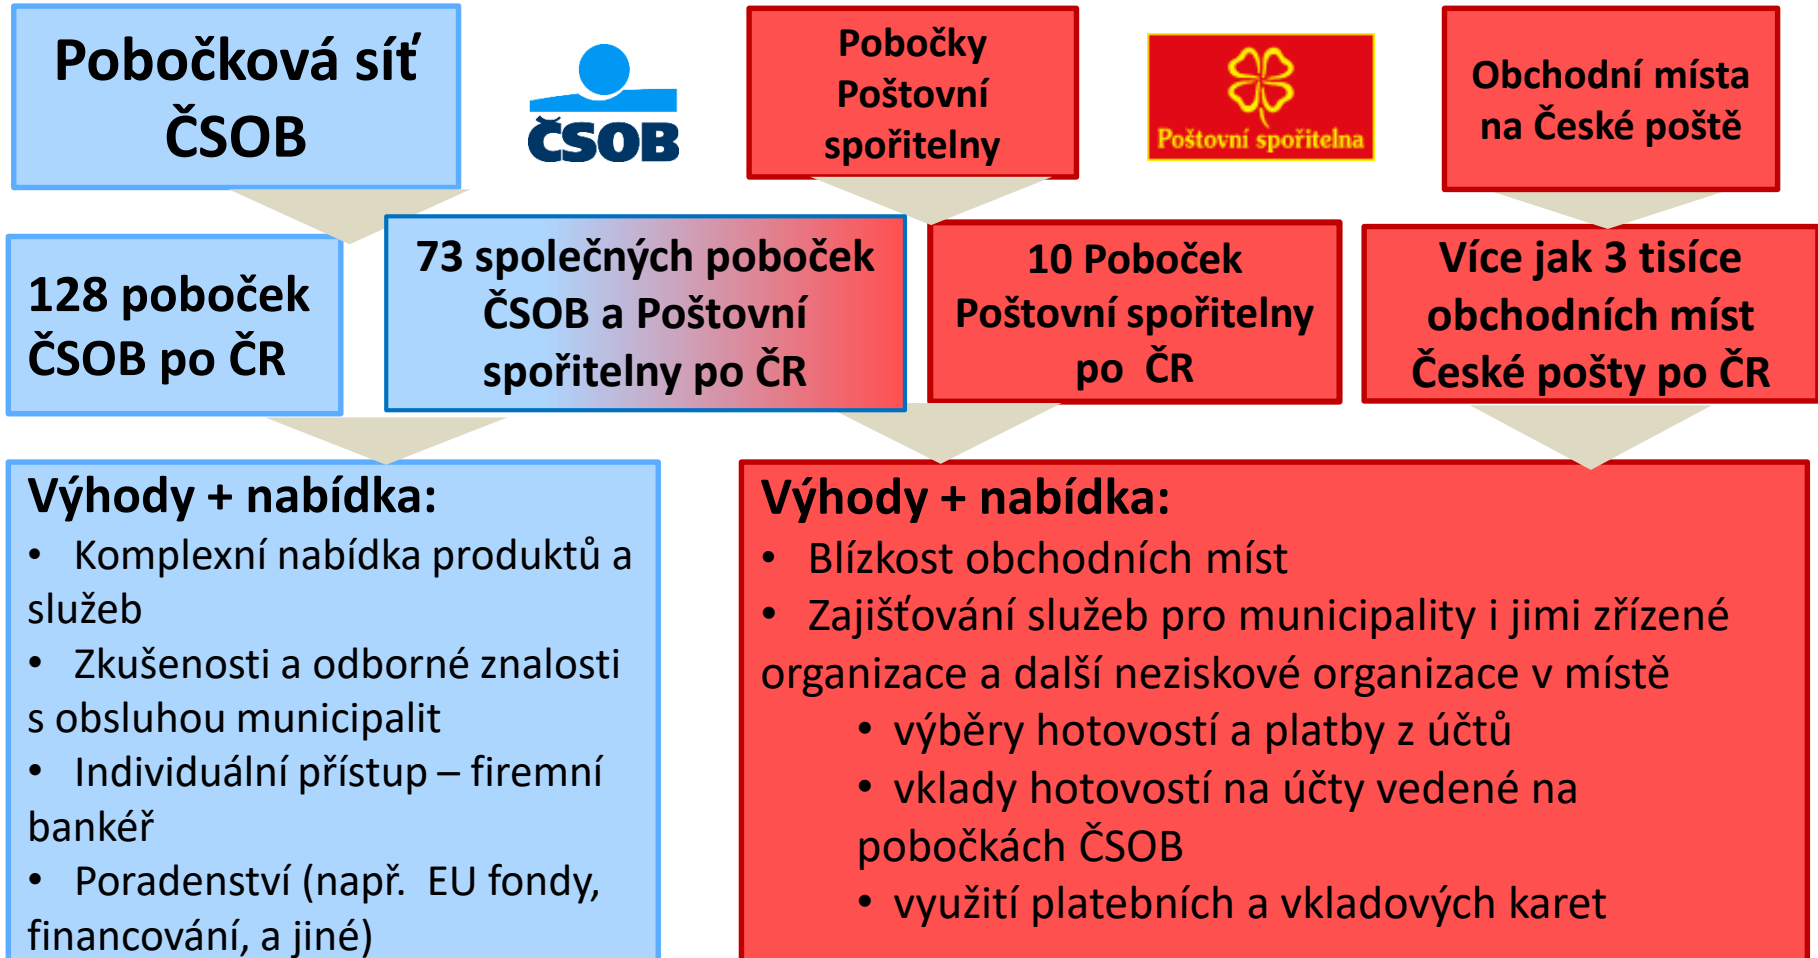 Pobočková síť
ČSOB
ČSOB
Pobočky
Poštovní
spořitelny
Poštovní spořitelna
Obchodní místa
na České poště
128 poboček
ČSOB po ČR
73 společných poboček
ČSOB a Poštovní
spořitelny po ČR
10 Poboček
Poštovní spořitelny
po ČR
Více jak 3 tisíce
obchodních míst
České pošty po ČR
Výhody + nabídka:
• Komplexní nabídka produktů a
služeb
• Zkušenosti a odborné znalosti
s obsluhou municipalit
• Individuální přístup – firemní
bankéř
• Poradenství (např. EU fondy,
financování, a jiné)
Výhody + nabídka:
• Blízkost obchodních míst
• Zajišťování služeb pro municipality i jimi zřízené
organizace a další neziskové organizace v místě
• výběry hotovostí a platby z účtů
• vklady hotovostí na účty vedené na
pobočkách ČSOB
• využití platebních a vkladových karet